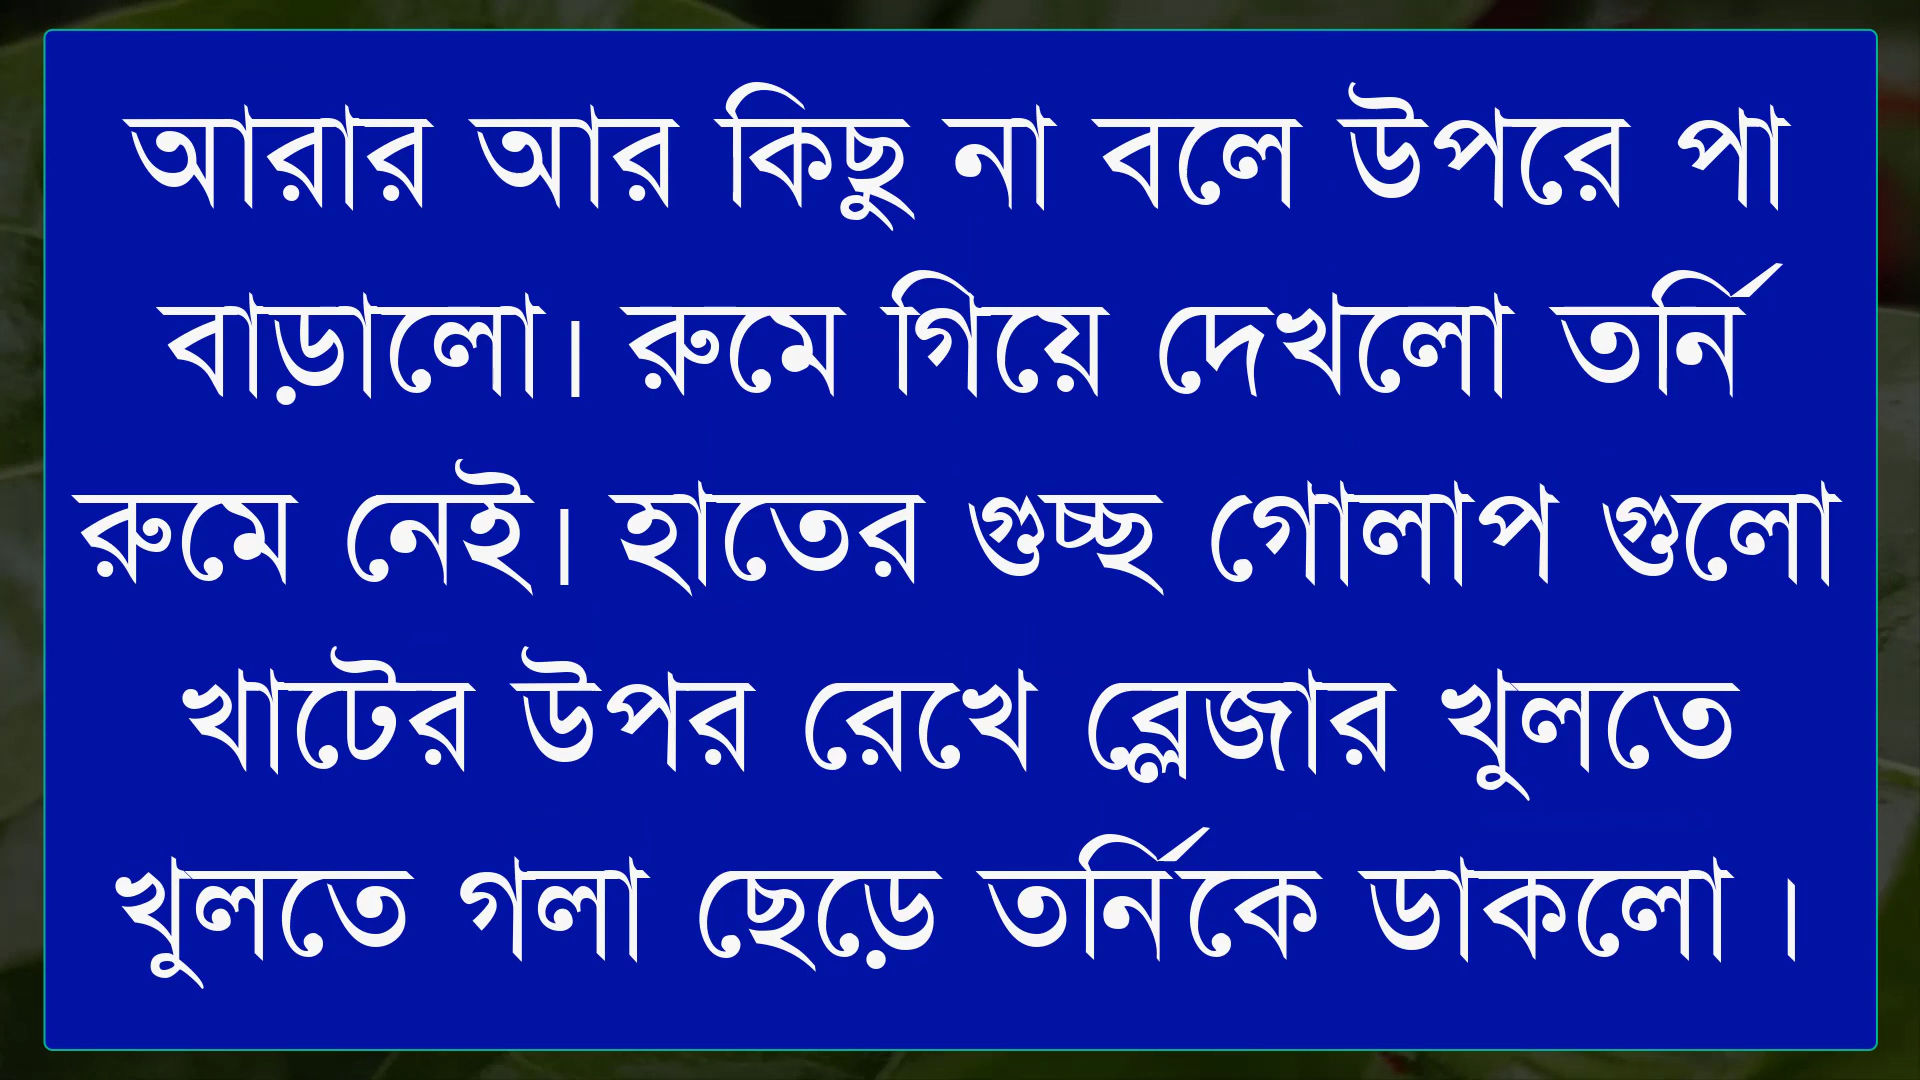 আরার আর কিছু না বলে উপরে পা
বাড়ালো। রুমে গিয়ে দেখলো তর্নি
রুমে নেই। হাতের গুচ্ছ গোলাপ গুলো
খাটের উপর রেখে ব্লেজার খুলতে
খুলতে গলা ছেড়ে তর্নিকে ডাকলো ।